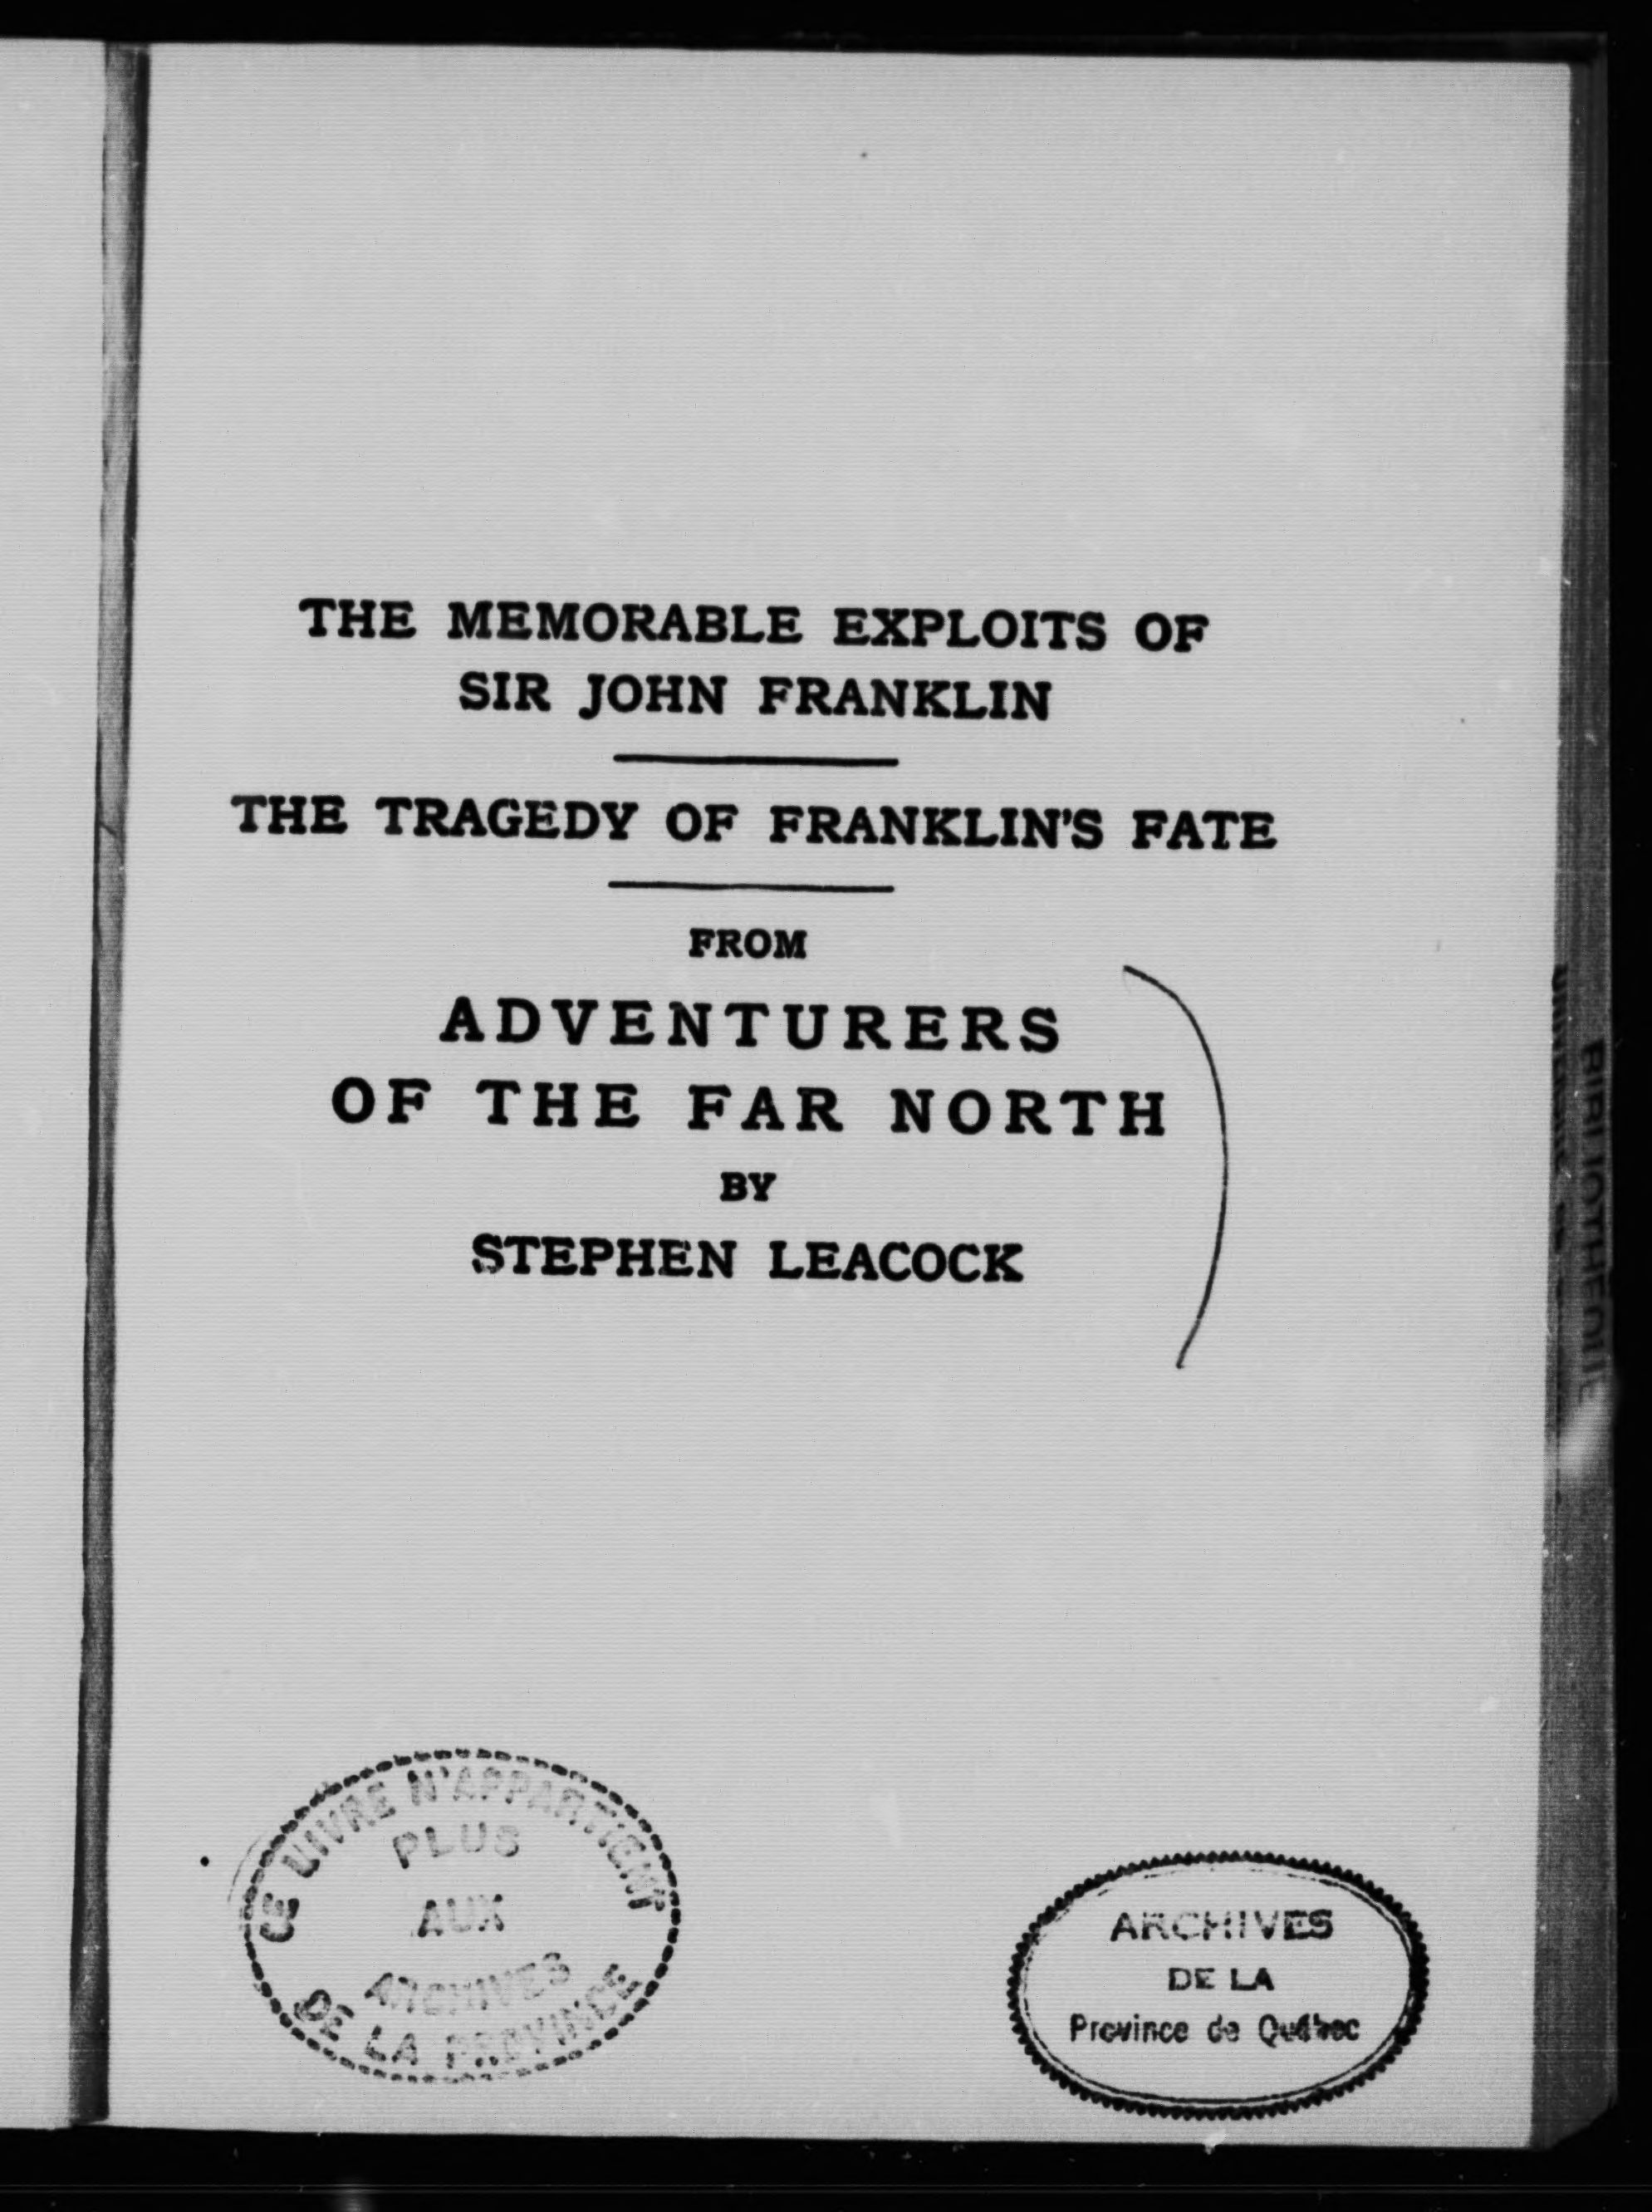 THE MEMORABLE EXPLOITS OF
SIR JOHN FRANKLIN
THE TRAGEDY OF FRANKLIN'S FATE
FROM
ADVENTURERS
OF THE FAR NORTH
BY
STEPHEN LEACOCK
CE LIVRE N'APPARTIENT
PLUS
AUX
ARCHIVES
DE LA PROVINCE
ARCHIVES
DE LA
Province de Québec
BIBLIOTHEQUE